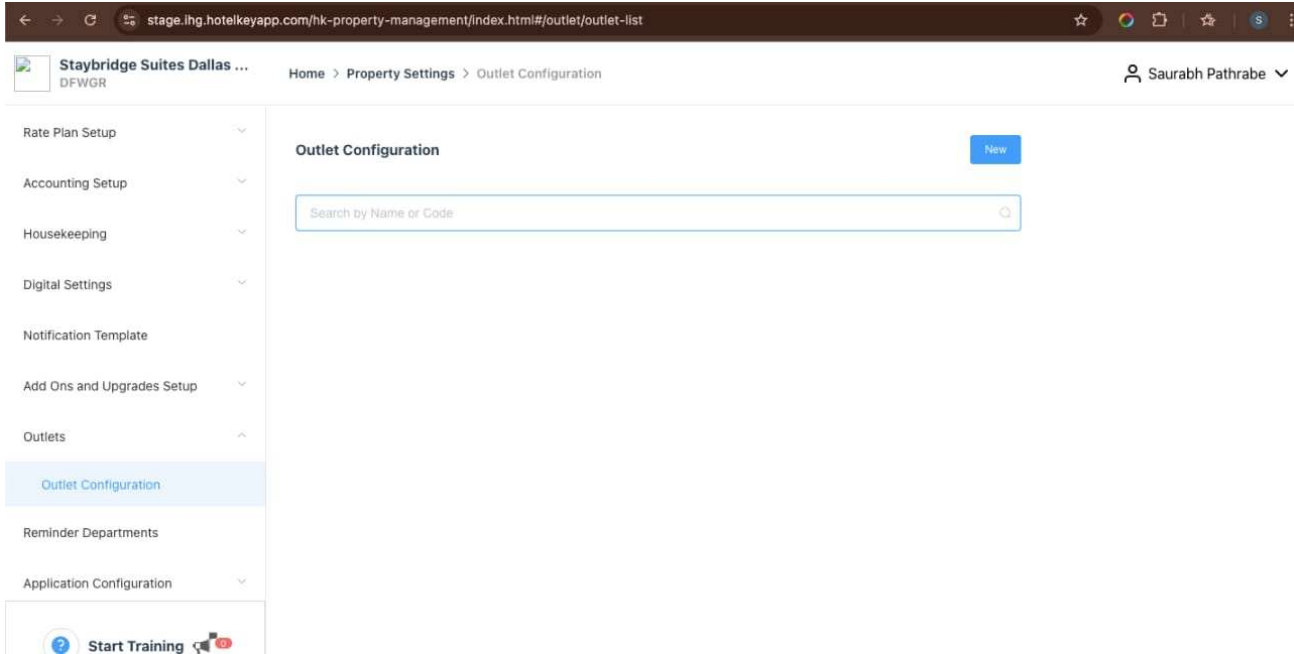 stage.ihg.hotelkeyapp.com/hk-property-management/index.html#/outlet/outlet-list
S
Staybridge Suites Dallas ...
DFWGR
Home > Property Settings > Outlet Configuration
Saurabh Pathrabe
Rate Plan Setup
Accounting Setup
Housekeeping
Digital Settings
Notification Template
Add Ons and Upgrades Setup
Outlets
Outlet Configuration
Reminder Departments
Application Configuration
? Start Training
Outlet Configuration
New
Search by Name or Code